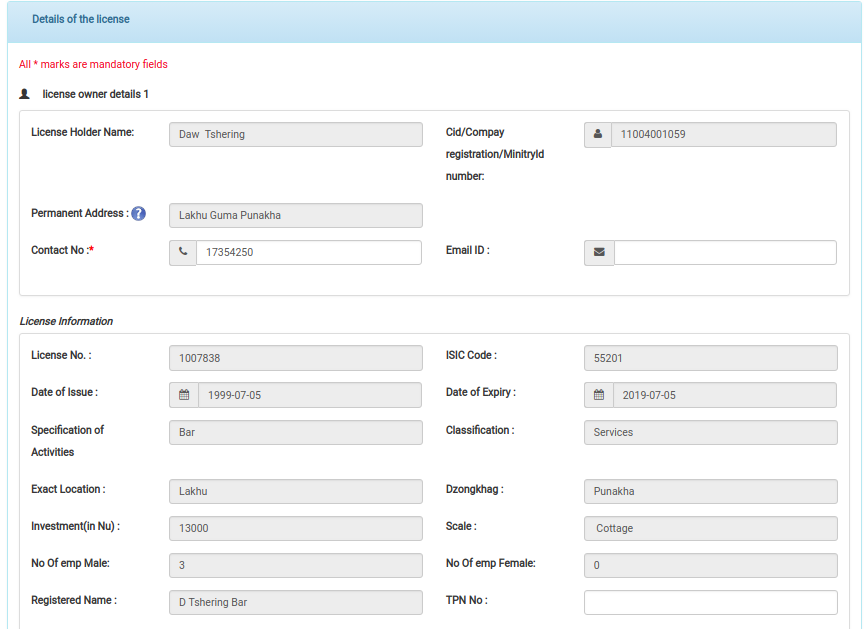 Details of the license
All * marks are mandatory fields
license owner details 1
License Holder Name: Daw Tshering Cid/Compay registration/MinitryId number: 11004001059
Permanent Address : ? Lakhu Guma Punakha
Contact No :* 17354250 Email ID :
License Information
License No. : 1007838 ISIC Code : 55201
Date of Issue : 1999-07-05 Date of Expiry : 2019-07-05
Specification of Activities Bar Classification : Services
Exact Location : Lakhu Dzongkhag : Punakha
Investment(in Nu) : 13000 Scale : Cottage
No Of emp Male: 3 No Of emp Female: 0
Registered Name : D Tshering Bar TPN No :